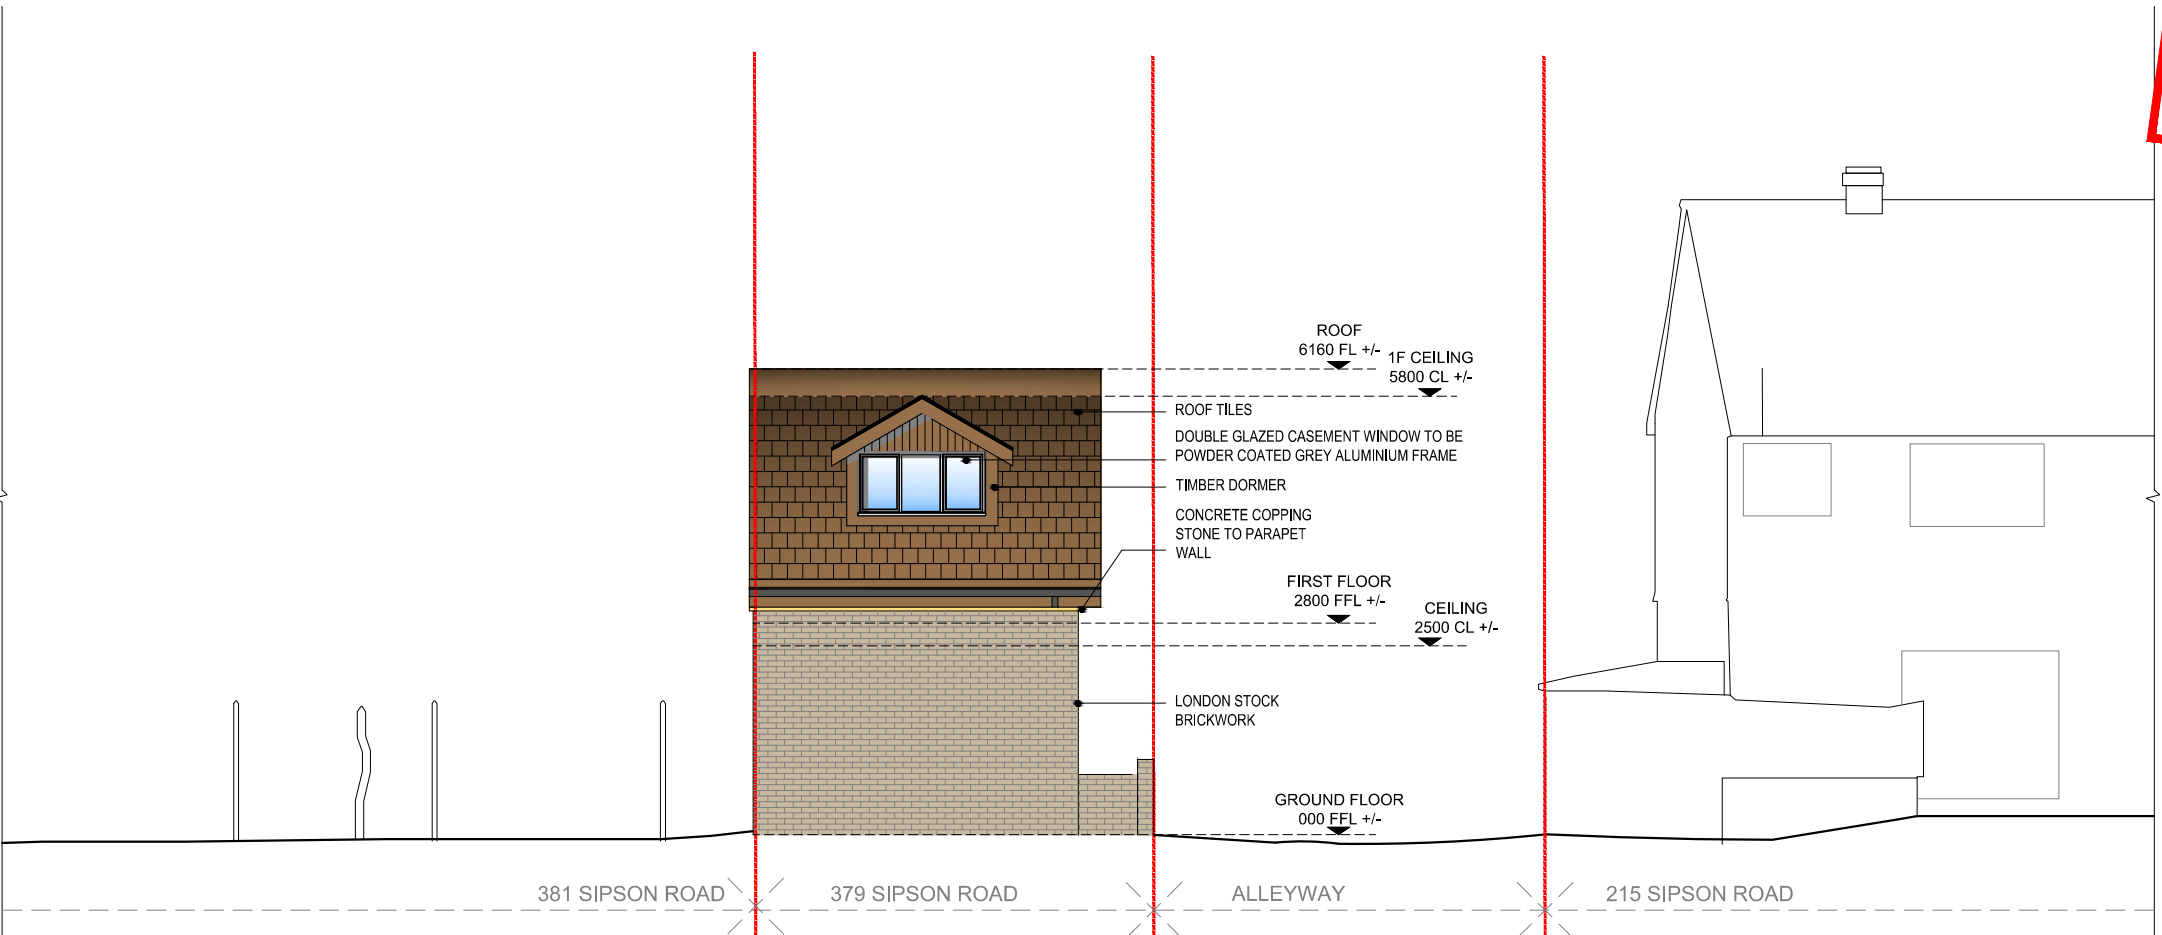 ROOF
6160 FL +/-
1F CEILING
5800 CL +/-
ROOF TILES
DOUBLE GLAZED CASEMENT WINDOW TO BE
POWDER COATED GREY ALUMINIUM FRAME
TIMBER DORMER
CONCRETE COPPING
STONE TO PARAPET
WALL
FIRST FLOOR
2800 FFL +/-
CEILING
2500 CL +/-
LONDON STOCK
BRICKWORK
GROUND FLOOR
000 FFL +/-
381 SIPSON ROAD
379 SIPSON ROAD
ALLEYWAY
215 SIPSON ROAD